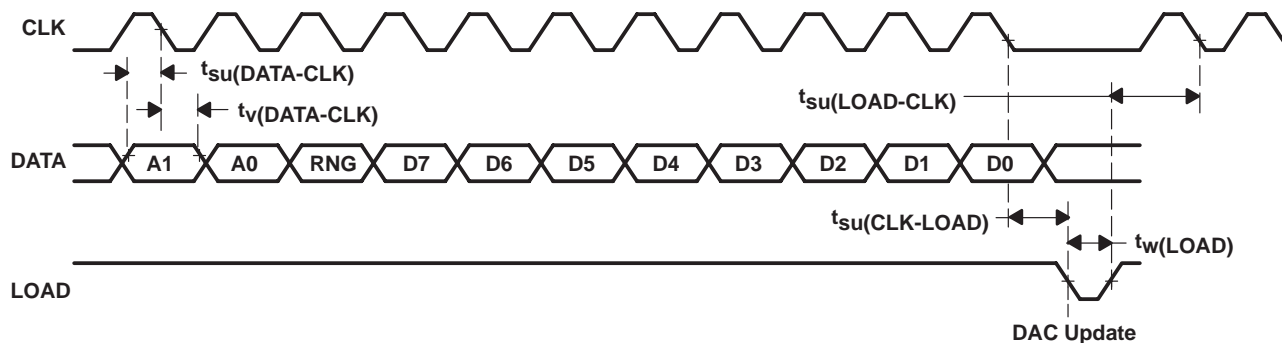 CLK
tsu(DATA-CLK)
tv(DATA-CLK)
tsu(LOAD-CLK)
DATA
A1 A0 RNG D7 D6 D5 D4 D3 D2 D1 D0
tsu(CLK-LOAD)
tw(LOAD)
LOAD
DAC Update